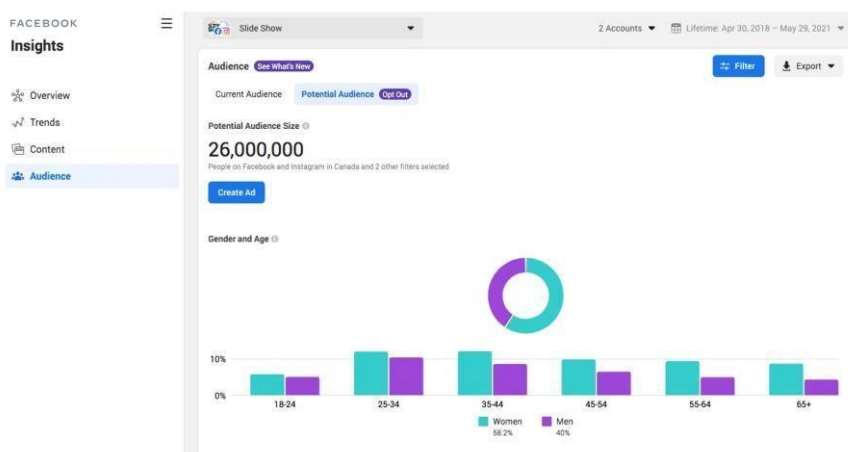 FACEBOOK
Insights
Overview
Trends
Content
Audience
Slide Show
2 Accounts
Lifetime: Apr 30, 2018 – May 29, 2021
Audience See What's New
Filter
Export
Current Audience
Potential Audience Opt Out
Potential Audience Size
26,000,000
People on Facebook and Instagram in Canada and 2 other filters selected
Create Ad
Gender and Age
10%
0%
18-24 25-34 35-44 45-54 55-64 65+
Women Men
58.2% 40%